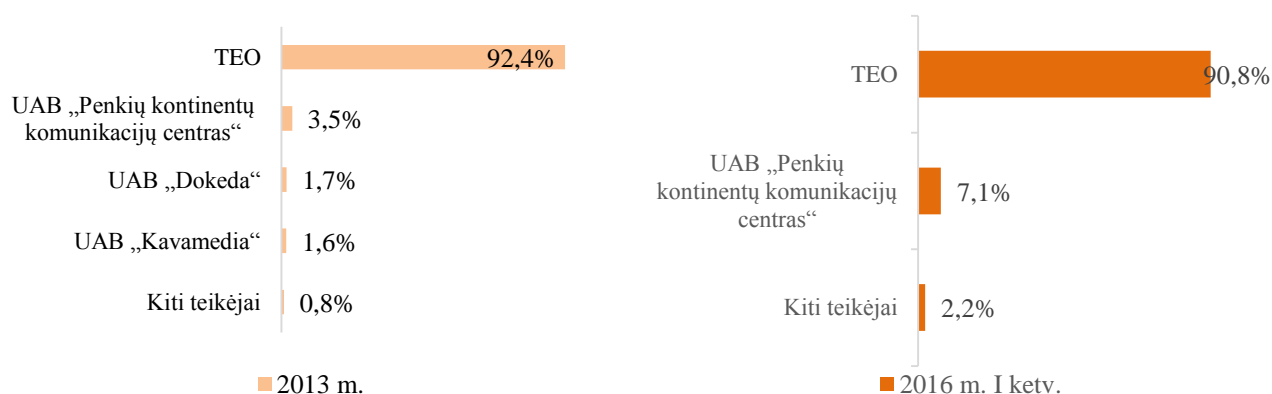 TEO
92,4%
UAB „Penkių kontinentų
komunikacijų centras“
3,5%
UAB „Dokeda“
1,7%
UAB „Kavamedia“
1,6%
Kiti teikėjai
0,8%
2013 m.
TEO
90,8%
UAB „Penkių
kontinentų komunikacijų
centras“
7,1%
Kiti teikėjai
2,2%
2016 m. I ketv.